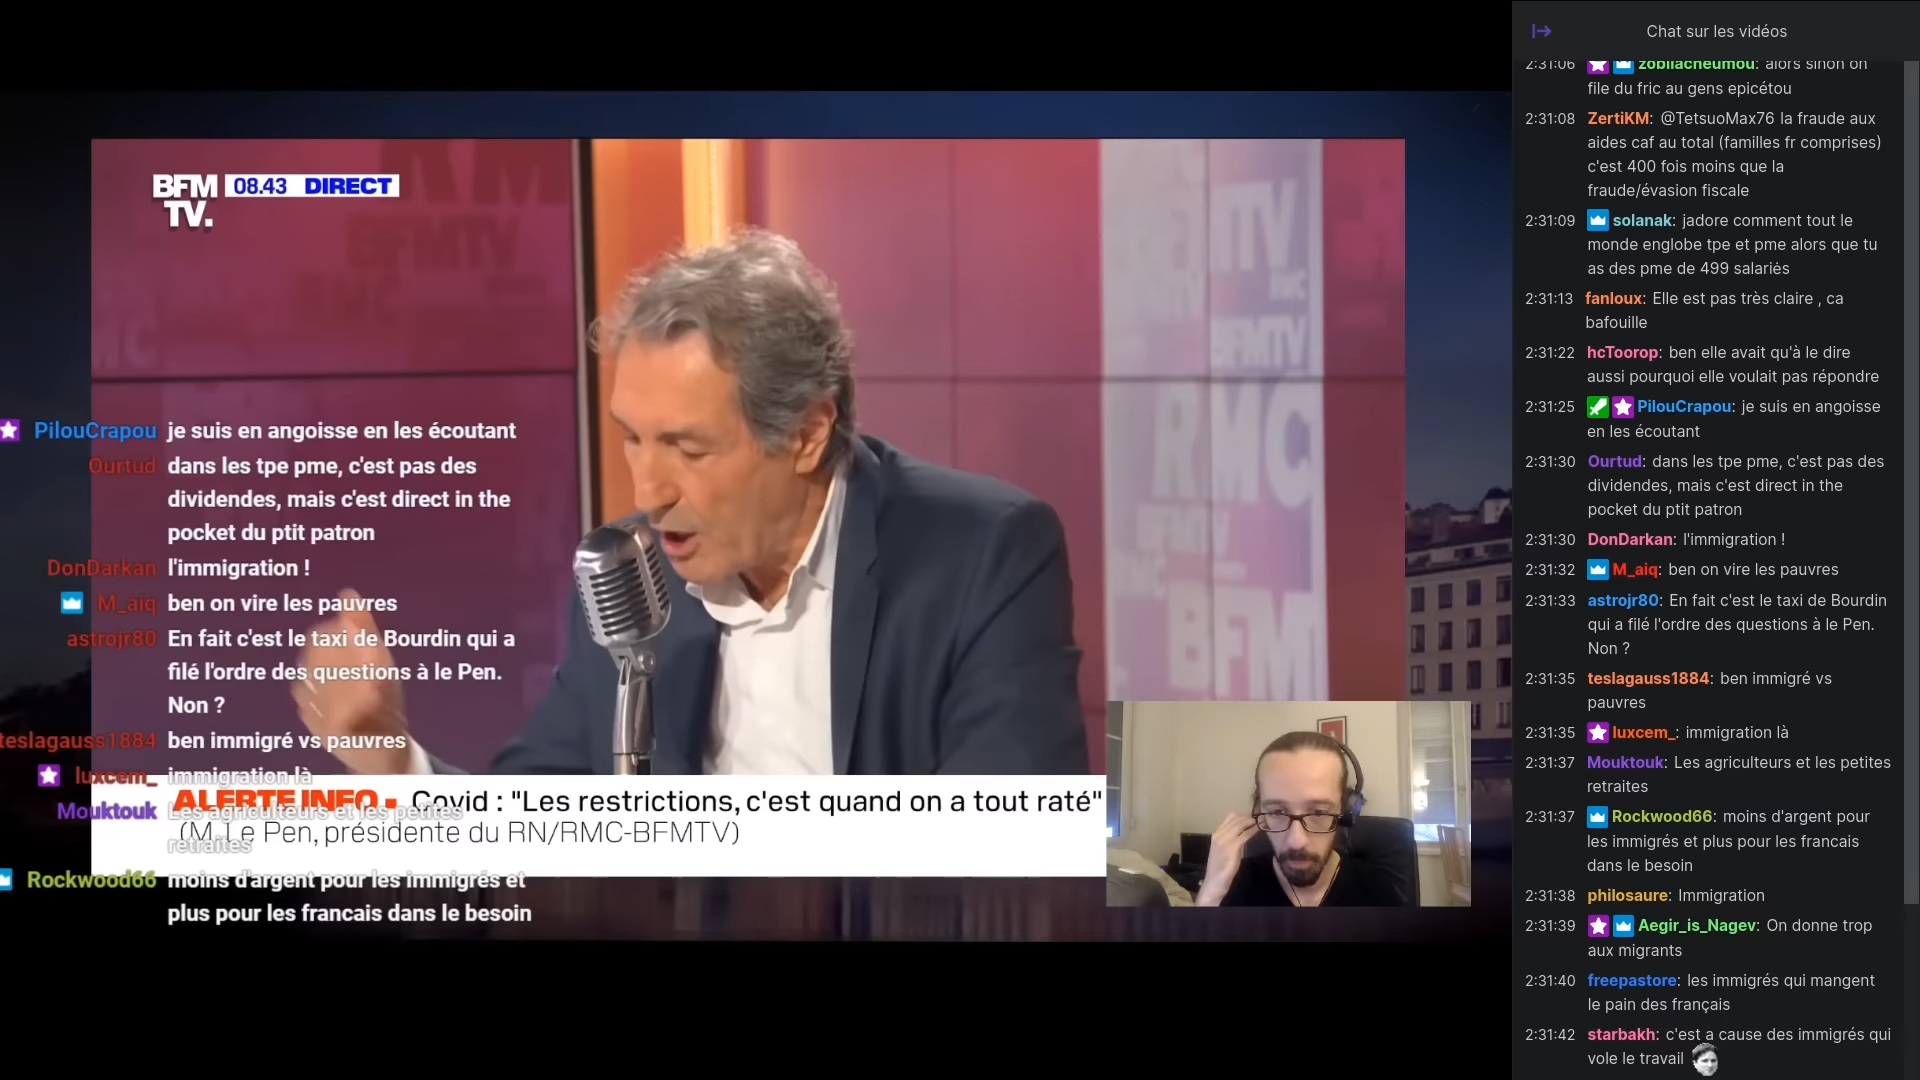 BFM
TV.
08.43 DIRECT
PilouCrapou je suis en angoisse en les écoutant
Ourtud dans les tpe pme, c'est pas des
dividendes, mais c'est direct in the
pocket du ptit patron
DonDarkan l'immigration !
M_aiq ben on vire les pauvres
astrojr80 En fait c'est le taxi de Bourdin qui a
filé l'ordre des questions à le Pen.
Non ?
teslagauss1884 ben immigré vs pauvres
luxcem_ immigration là
Mouktouk Les agriculteurs et les petites
retraites
Rockwood66 moins d'argent pour les immigrés et
plus pour les francais dans le besoin
ALERTE INFO Covid : "Les restrictions, c'est quand on a tout raté"
(M. Le Pen, présidente du RN/RMC-BFMTV)
RMC
BFMTV
RMC
BFM
Chat sur les vidéos
2:31:06 zobilacheumou: alors sinon on
file du fric au gens epicétou
2:31:08 ZertiKM: @TetsuoMax76 la fraude aux
aides caf au total (familles fr comprises)
c'est 400 fois moins que la
fraude/évasion fiscale
2:31:09 solanak: jadore comment tout le
monde englobe tpe et pme alors que tu
as des pme de 499 salariés
2:31:13 fanloux: Elle est pas très claire , ca
bafouille
2:31:22 hcToorop: ben elle avait qu'à le dire
aussi pourquoi elle voulait pas répondre
2:31:25 PilouCrapou: je suis en angoisse
en les écoutant
2:31:30 Ourtud: dans les tpe pme, c'est pas des
dividendes, mais c'est direct in the
pocket du ptit patron
2:31:30 DonDarkan: l'immigration !
2:31:32 M_aiq: ben on vire les pauvres
2:31:33 astrojr80: En fait c'est le taxi de Bourdin
qui a filé l'ordre des questions à le Pen.
Non ?
2:31:35 teslagauss1884: ben immigré vs
pauvres
2:31:35 luxcem_: immigration là
2:31:37 Mouktouk: Les agriculteurs et les petites
retraites
2:31:37 Rockwood66: moins d'argent pour
les immigrés et plus pour les francais
dans le besoin
2:31:38 philosaure: Immigration
2:31:39 Aegir_is_Nagev: On donne trop
aux migrants
2:31:40 freepastore: les immigrés qui mangent
le pain des français
2:31:42 starbakh: c'est a cause des immigrés qui
vole le travail